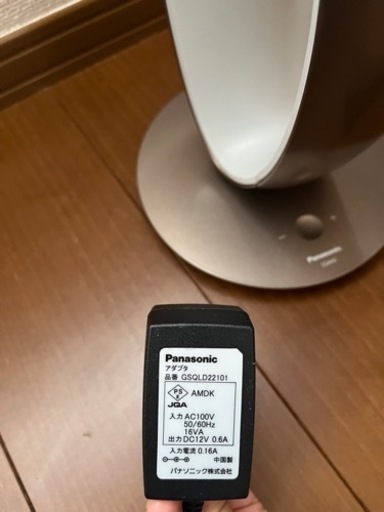 Panasonic
Panasonic
アダプタ
品番 GSQLD22101
PS
E
AMDK
JQA
入力 AC100V
50/60Hz
16VA
出力 DC12V 0.6A
入力電流 0.16A
中国製
パナソニック株式会社